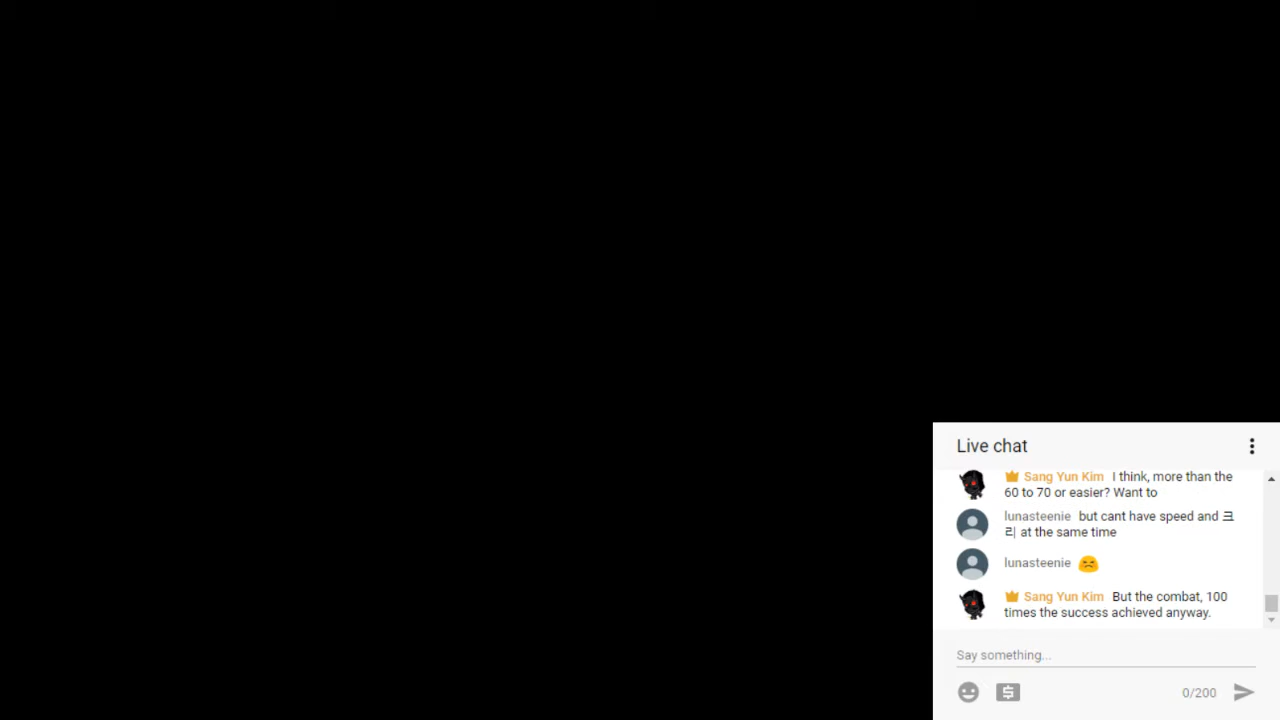 Live chat
Sang Yun Kim I think, more than the
60 to 70 or easier? Want to
lunasteenie but cant have speed and 크
리 at the same time
lunasteenie
Sang Yun Kim But the combat, 100
times the success achieved anyway.
Say something...
0/200